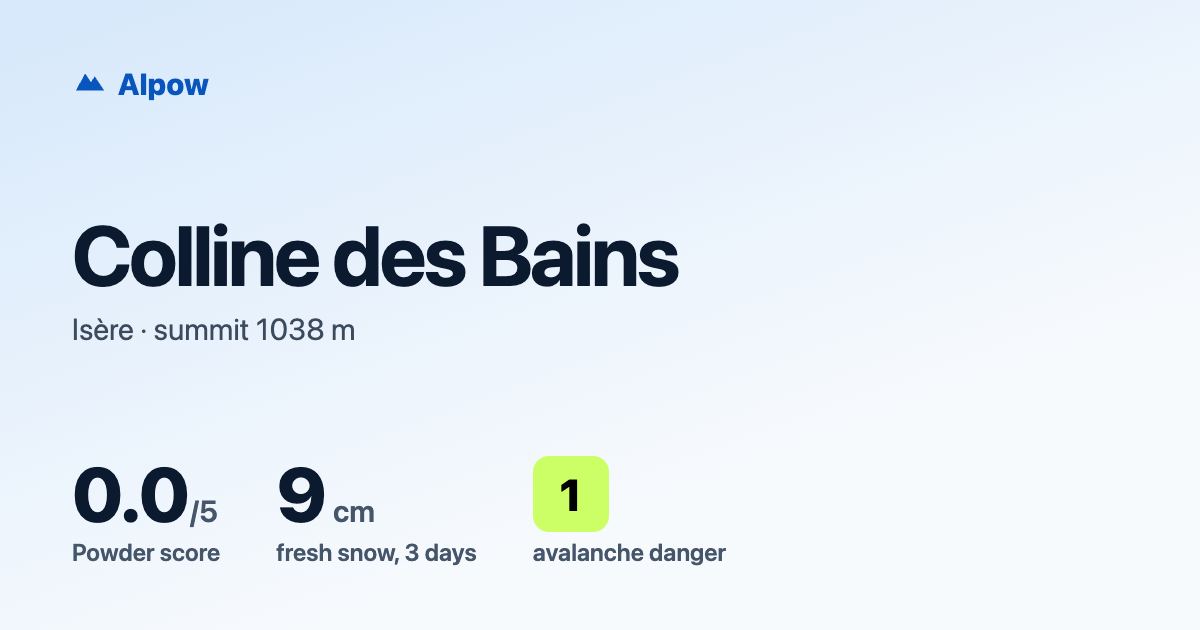 Alpow
Colline des Bains
Isère · summit 1038 m
0.0/5
Powder score
9 cm
fresh snow, 3 days
1
avalanche danger